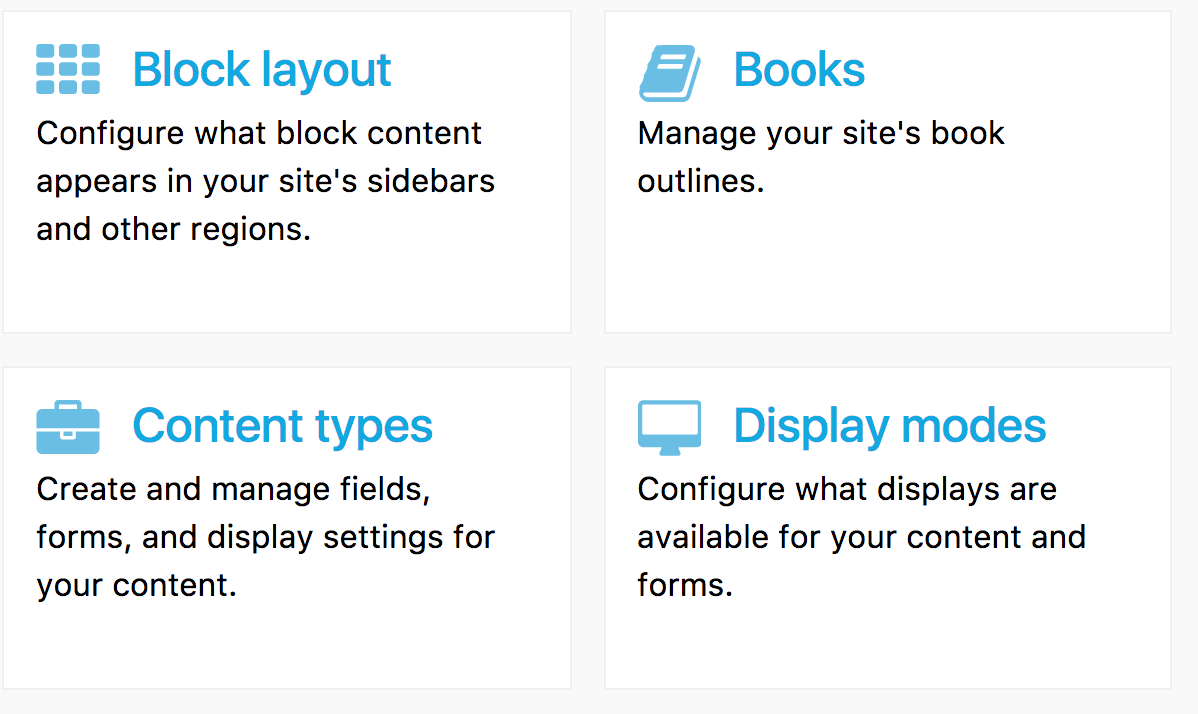 Block layout
Configure what block content
appears in your site's sidebars
and other regions.
Books
Manage your site's book
outlines.
Content types
Create and manage fields,
forms, and display settings for
your content.
Display modes
Configure what displays are
available for your content and
forms.